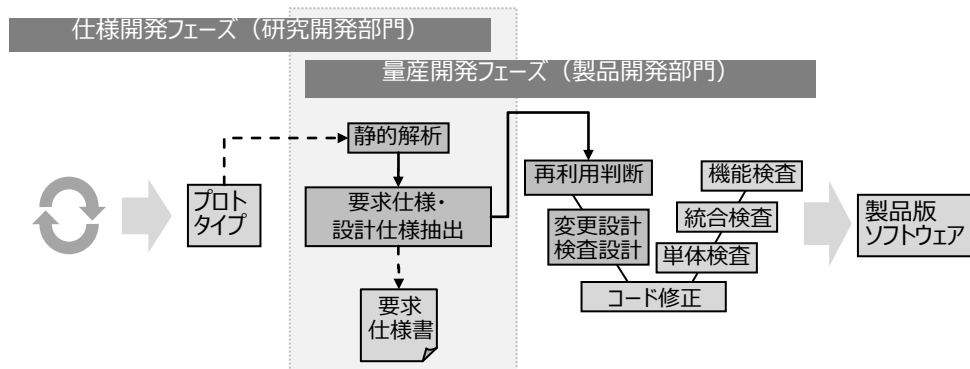 仕様開発フェーズ（研究開発部門）
量産開発フェーズ（製品開発部門）
静的解析
再利用判断
機能検査
プロト
タイプ
要求仕様・
設計仕様抽出
変更設計
検査設計
統合検査
単体検査
製品版
ソフトウェア
コード修正
要求
仕様書